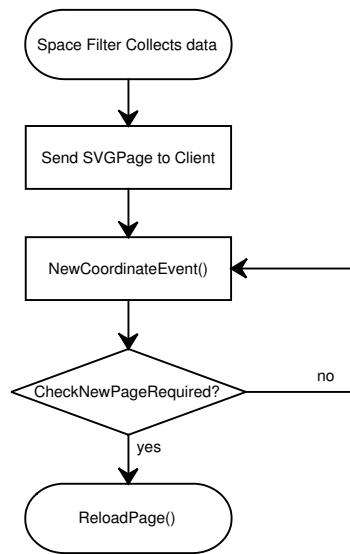 Space Filter Collects data
Send SVGPage to Client
NewCoordinateEvent()
no
CheckNewPageRequired?
yes
ReloadPage()